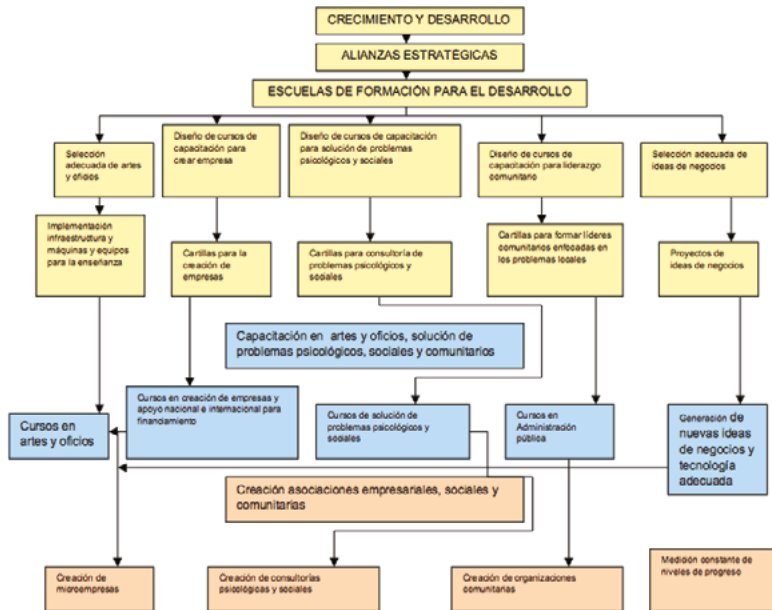 CRECIMIENTO Y DESARROLLO
ALIANZAS ESTRATÉGICAS
ESCUELAS DE FORMACIÓN PARA EL DESARROLLO
Selección
adecuada de artes
y oficios
Diseño de cursos de
capacitación para
crear empresa
Diseño de cursos de capacitación
para solución de problemas
psicológicos y sociales
Diseño de cursos de
capacitación para liderazgo
comunitario
Selección adecuada de
ideas de negocios
Implementación
infraestructura y
máquinas y equipos
para la enseñanza
Cartillas para la
creación de
empresas
Cartillas para consultoría de
problemas psicológicos y
sociales
Cartillas para formar líderes
comunitarios enfocadas en
los problemas locales
Proyectos de
ideas de negocios
Capacitación en artes y oficios, solución de
problemas psicológicos, sociales y comunitarios
Cursos en
artes y oficios
Cursos en creación de empresas y
apoyo nacional e internacional para
financiamiento
Cursos de solución de
problemas psicológicos y
sociales
Cursos en
Administración
pública
Generación de
nuevas ideas
de negocios y
tecnología
adecuada
Creación asociaciones empresariales, sociales y
comunitarias
Creación de
microempresas
Creación de consultorías
psicológicas y sociales
Creación de organizaciones
comunitarias
Medición constante de
niveles de progreso